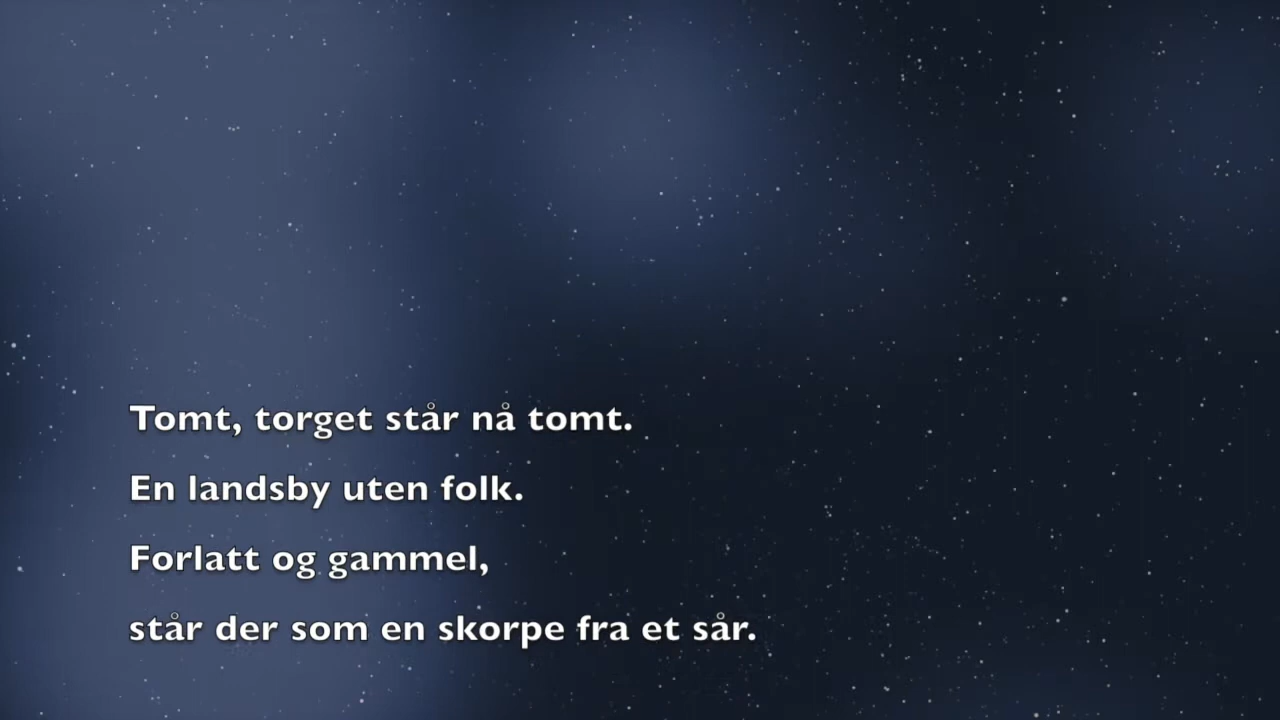 Tomt, torget står nå tomt.
En landsby uten folk.
Forlatt og gammel,
står der som en skorpe fra et sår.